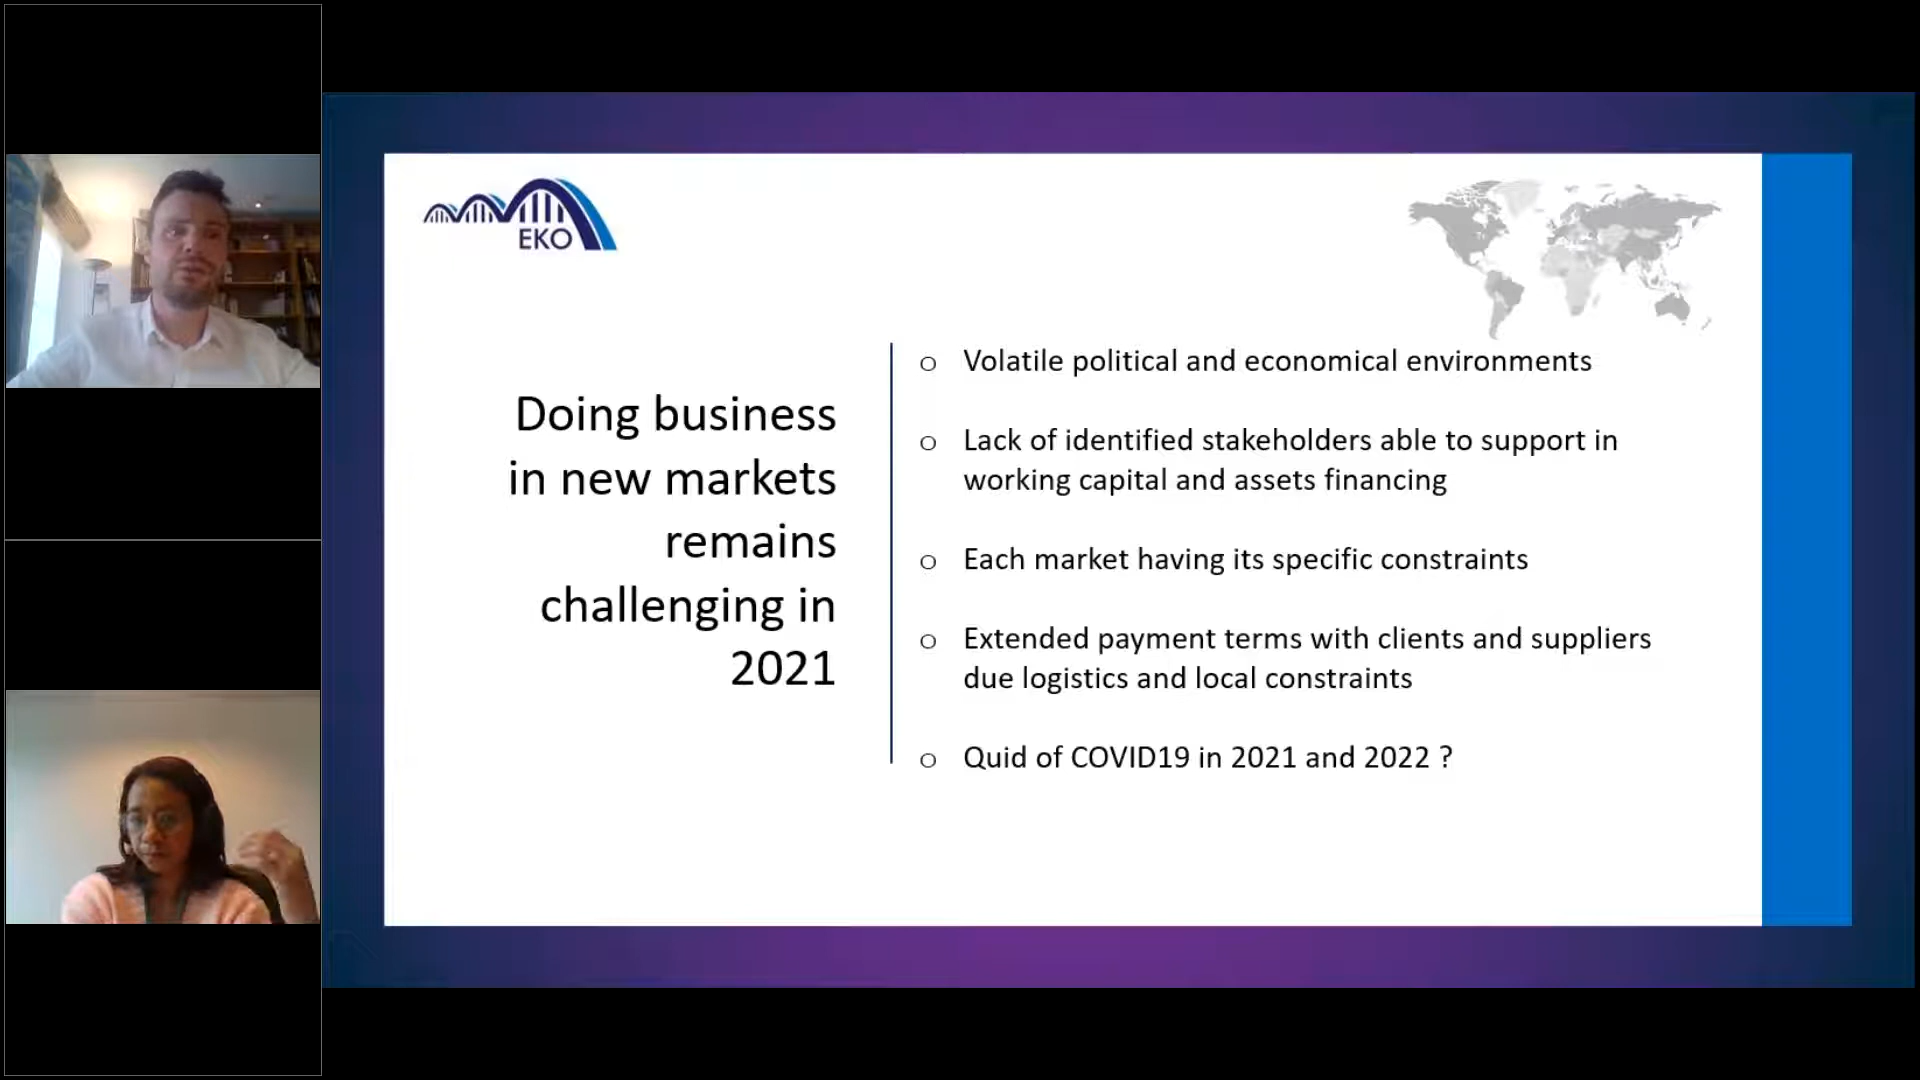 EKO
Doing business
in new markets
remains
challenging in
2021
o Volatile political and economical environments
o Lack of identified stakeholders able to support in
working capital and assets financing
o Each market having its specific constraints
o Extended payment terms with clients and suppliers
due logistics and local constraints
o Quid of COVID19 in 2021 and 2022 ?